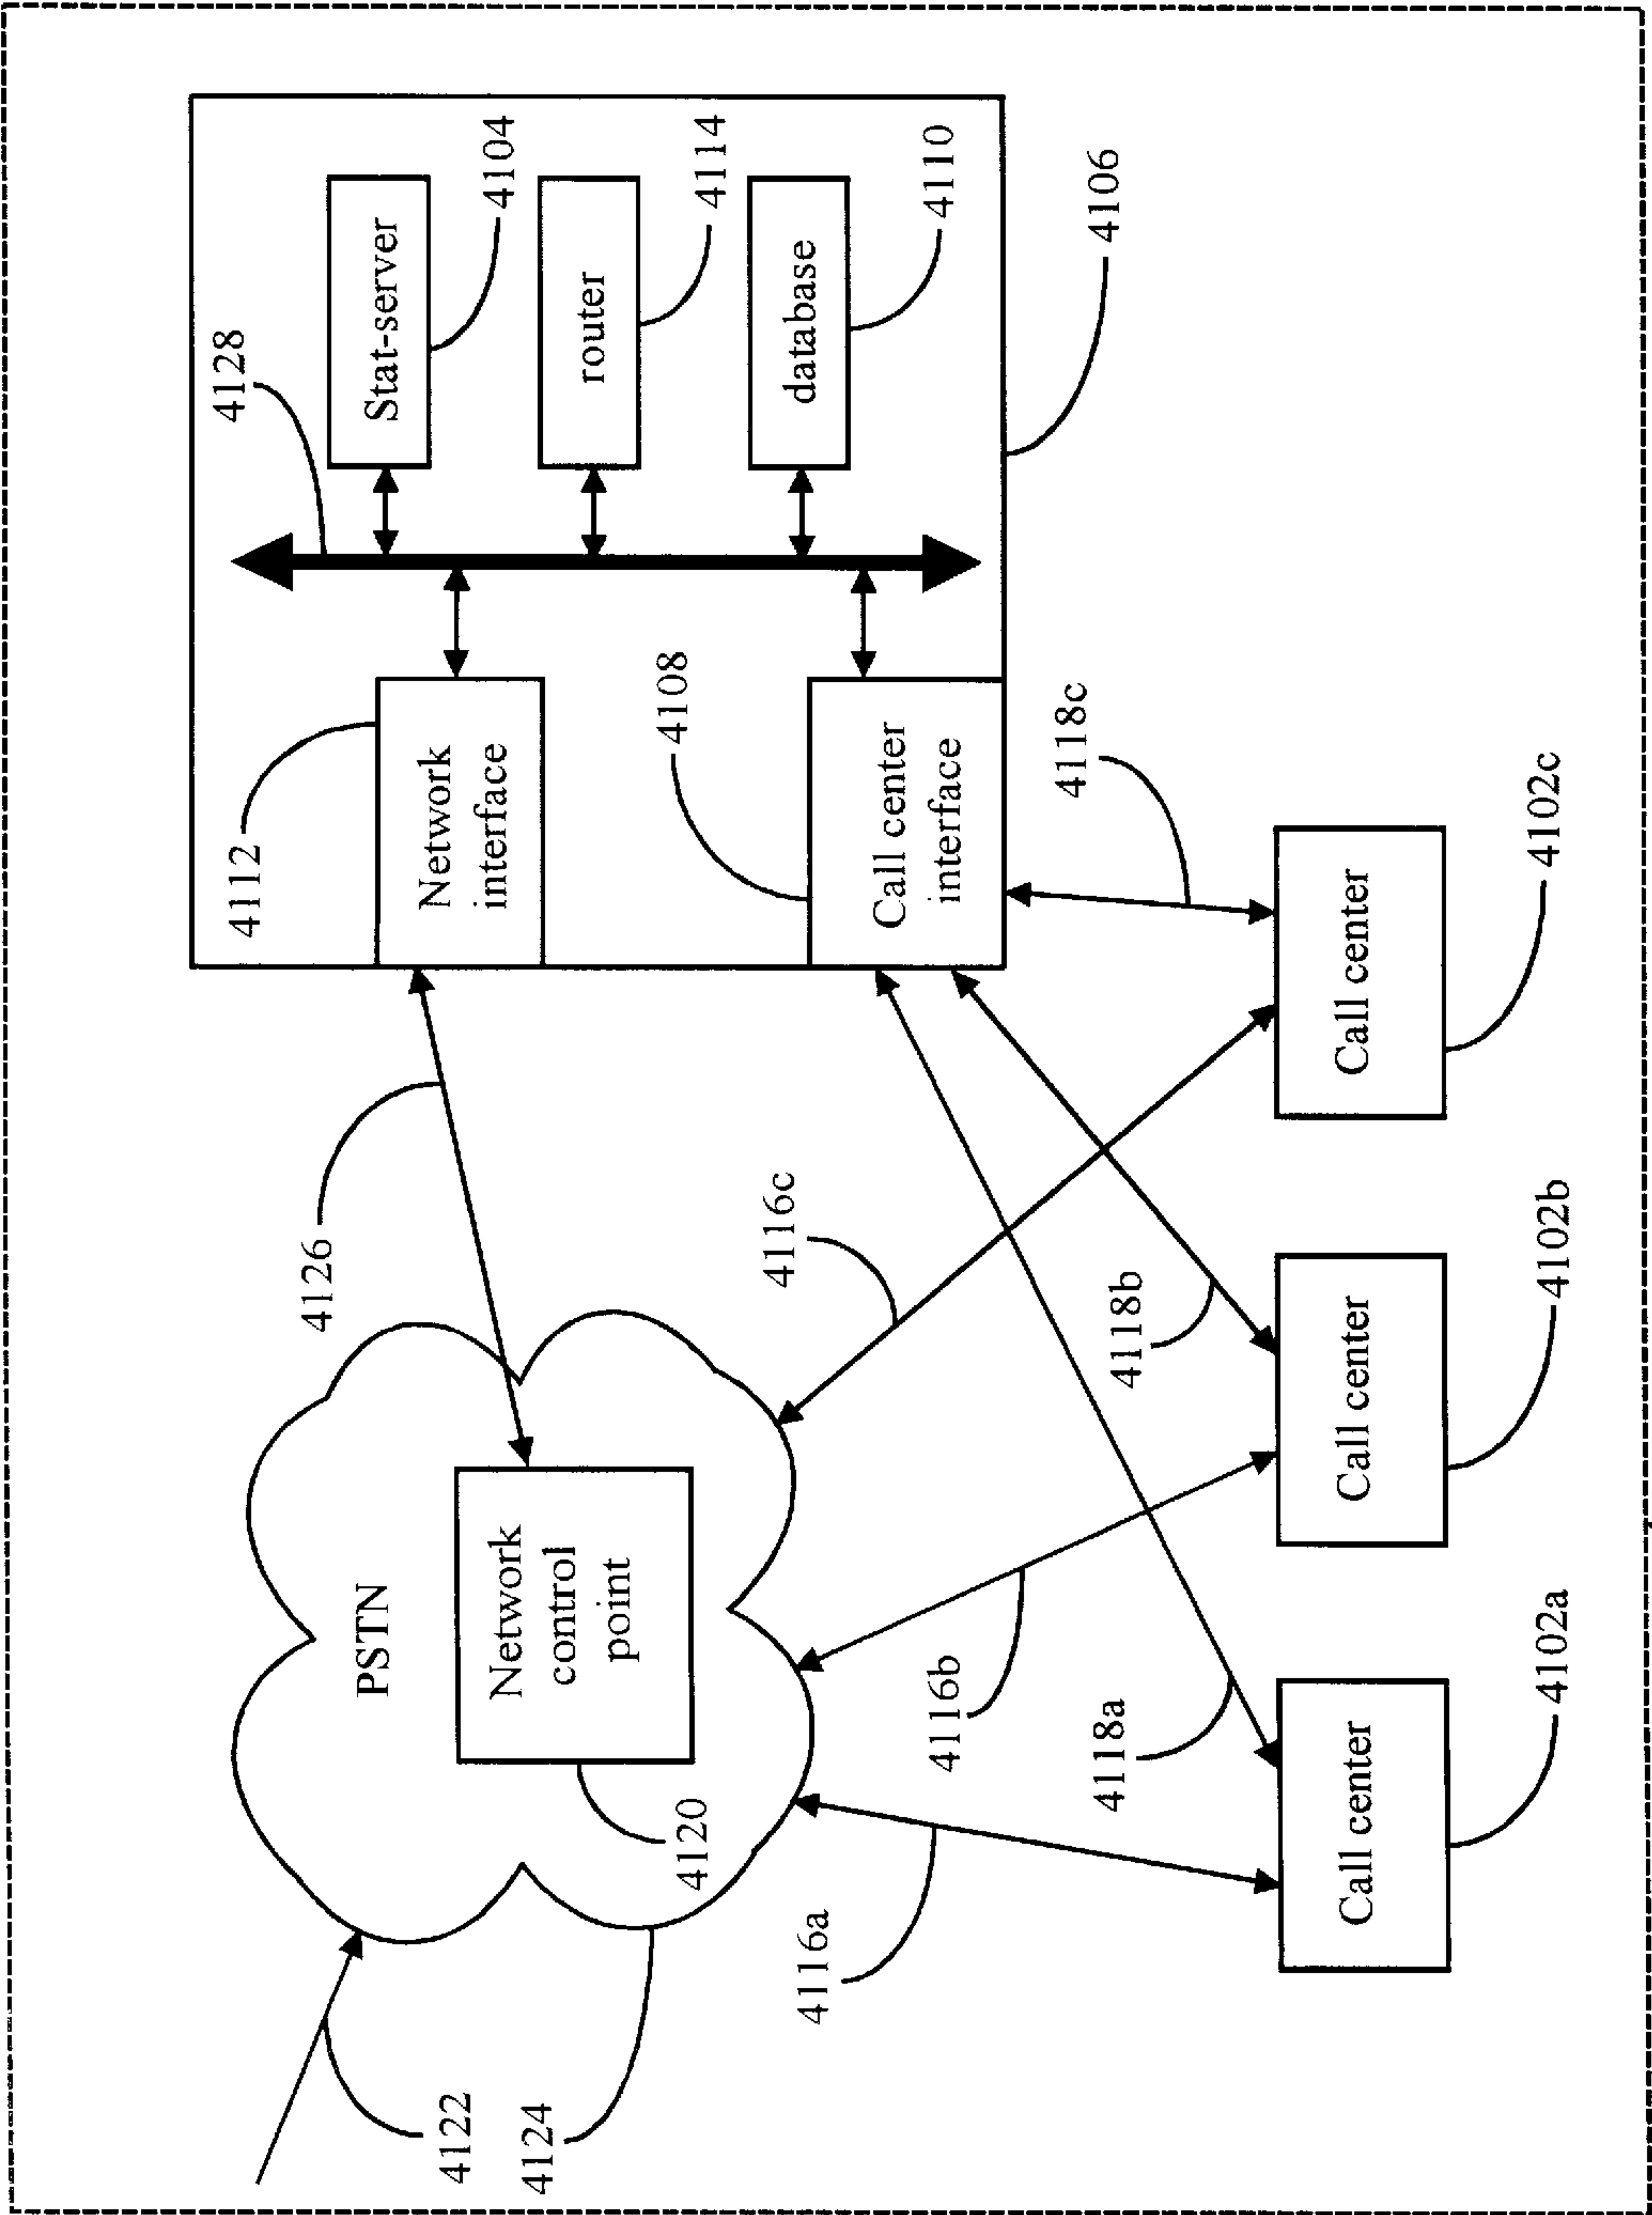 4128
Stat-server
4104
router
4114
database
4110
4106
4112
Network
interface
4108
Call center
interface
4126
4118c
PSTN
Network
control
point
4120
4116c
4118b
4116b
4118a
4116a
4122
4124
Call center
4102a
Call center
4102b
Call center
4102c